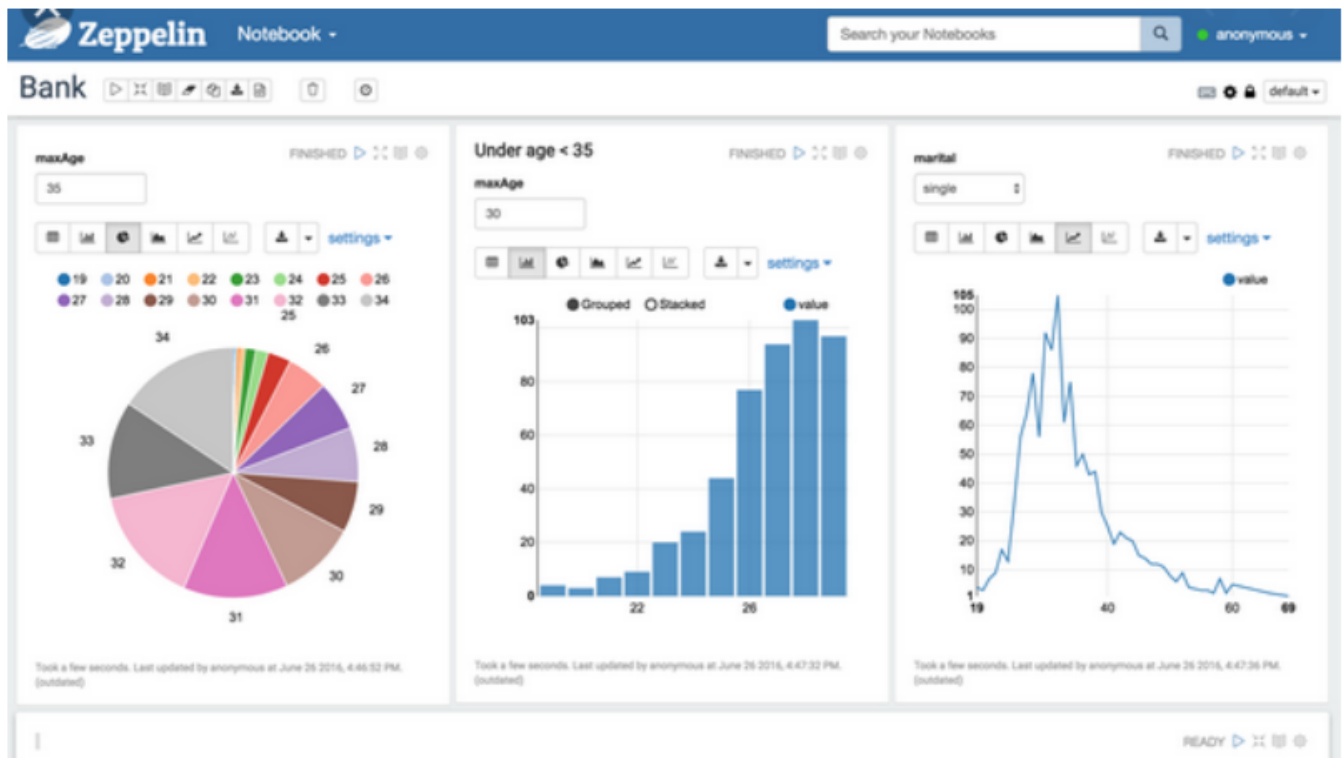 Zeppelin Notebook
Search your Notebooks
anonymous
Bank
default
maxAge
FINISHED
35
settings
19 20 21 22 23 24 25 26
27 28 29 30 31 32 33 34
25
34
26
27
33
28
29
32
30
31
Took a few seconds. Last updated by anonymous at June 26 2016, 4:46:52 PM.
(outdated)
Under age < 35
FINISHED
maxAge
30
settings
Grouped Stacked value
103
80
60
40
20
0
22 26
Took a few seconds. Last updated by anonymous at June 26 2016, 4:47:32 PM.
(outdated)
marital
FINISHED
single
settings
value
105
100
90
80
70
60
50
40
30
20
10
1
19 40 60 69
Took a few seconds. Last updated by anonymous at June 26 2016, 4:47:36 PM.
(outdated)
READY